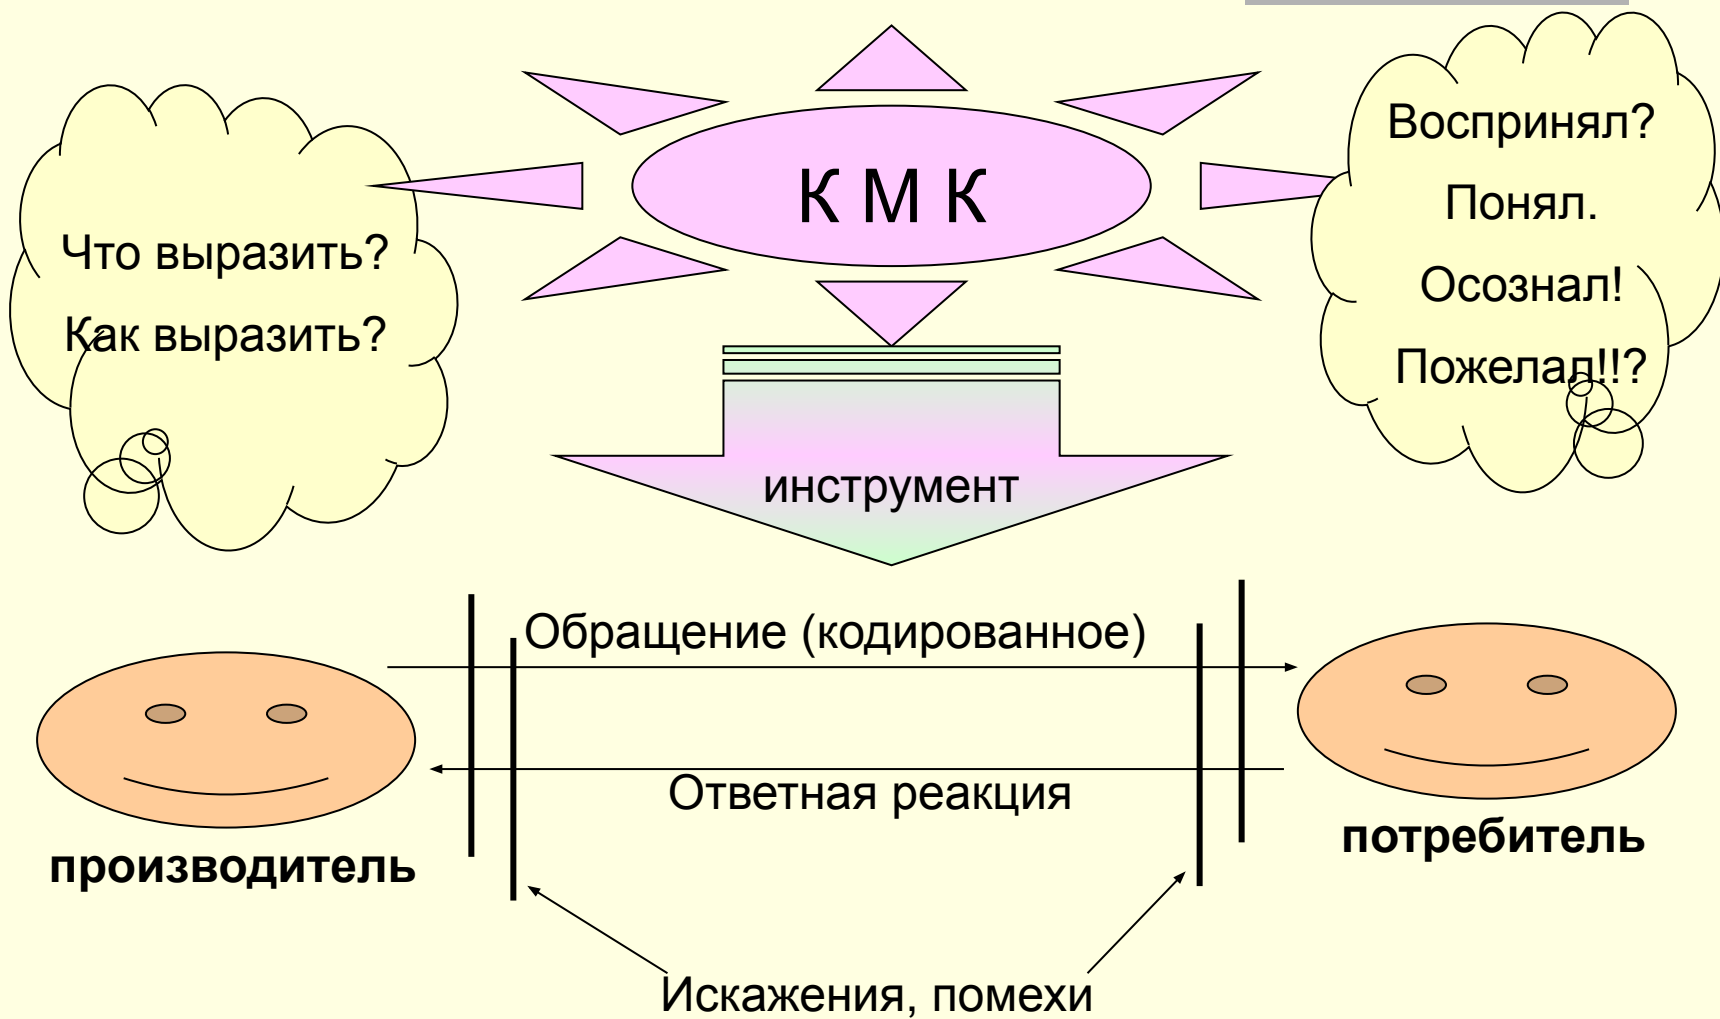 К М К
Что выразить?
Как выразить?
Воспринял?
Понял.
Осознал!
Пожелал!!?
инструмент
Обращение (кодированное)
Ответная реакция
производитель
потребитель
Искажения, помехи